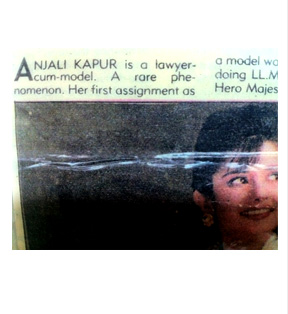 ANJALI KAPUR is a lawyer-
cum-model. A rare phe-
nomenon. Her first assignment as
a model wa
doing LL.M
Hero Majes